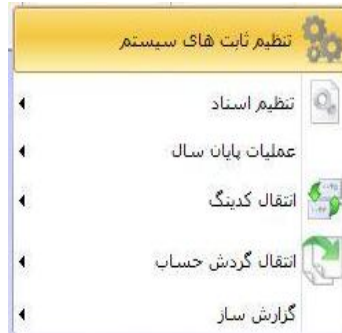 تنظیم ثابت های سیستم
تنظیم اسناد
عملیات پایان سال
انتقال کدینگ
انتقال گردش حساب
گزارش ساز